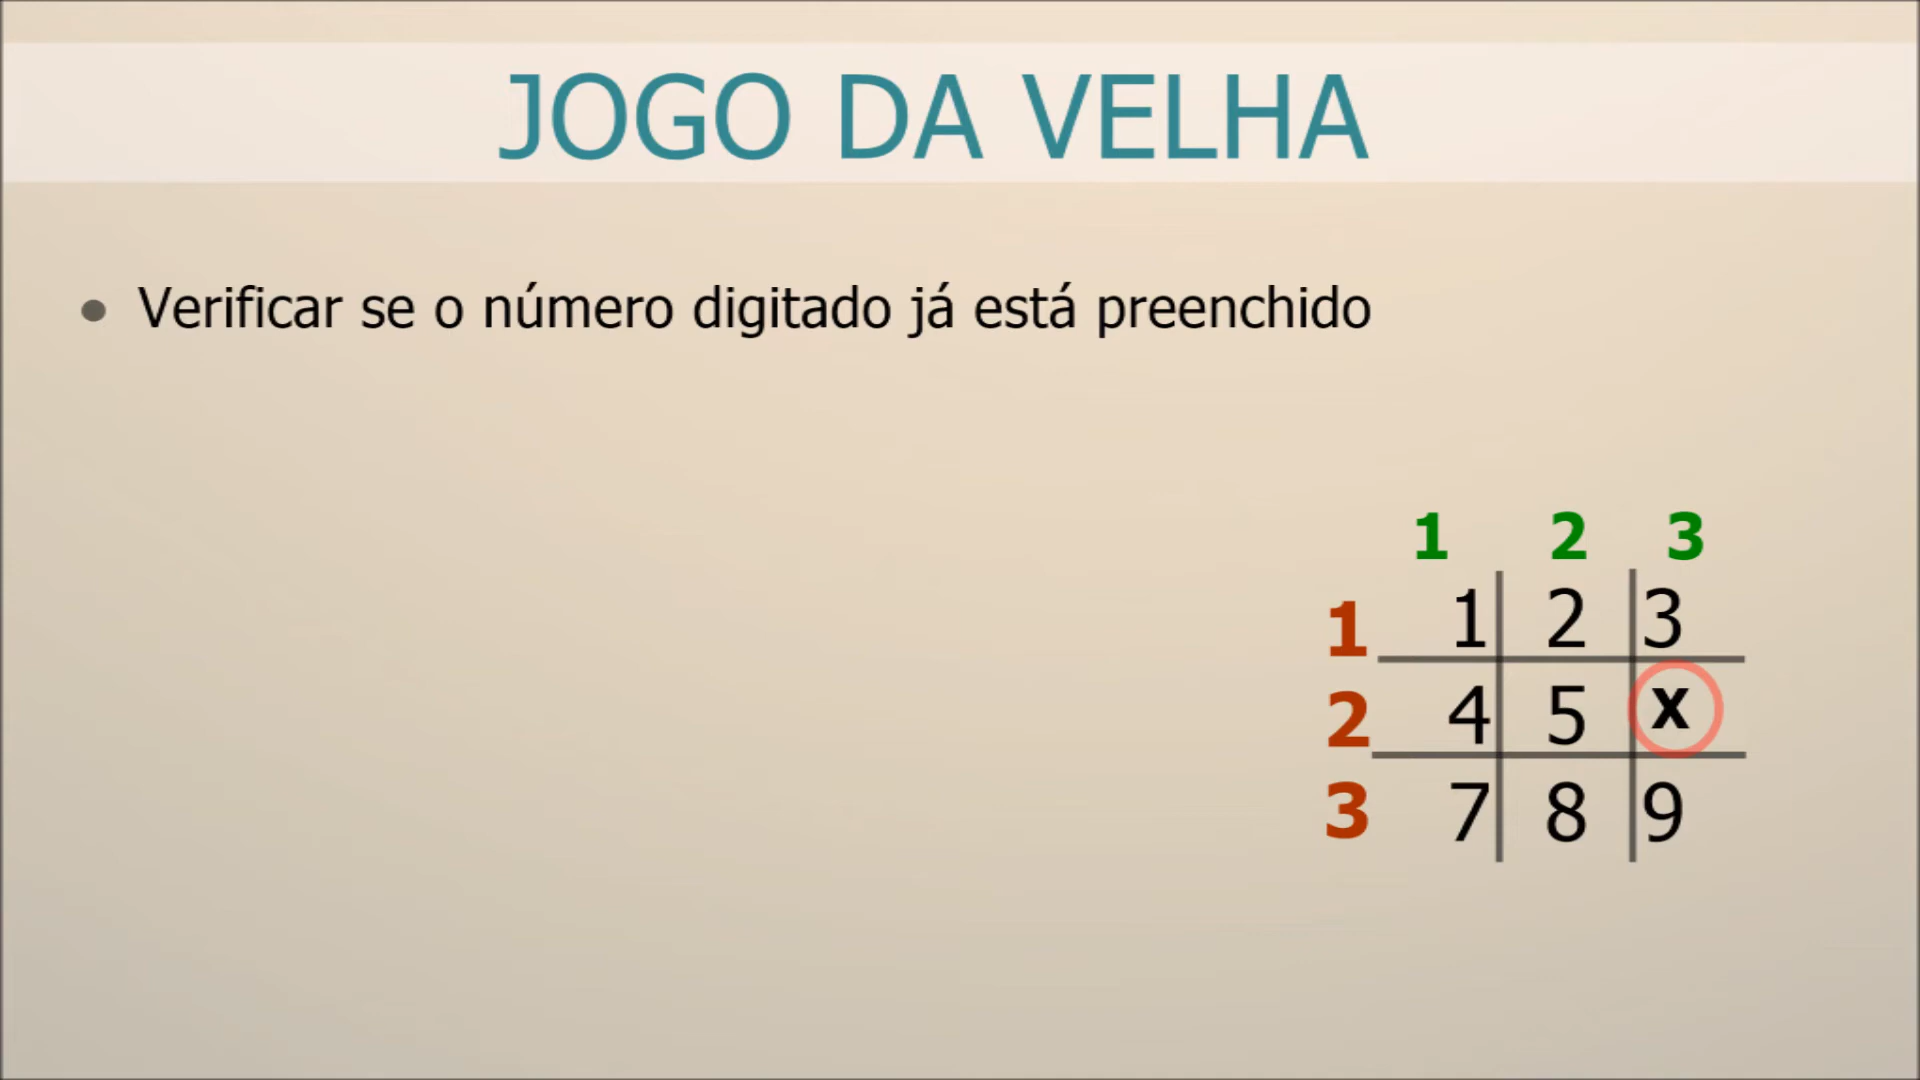 JOGO DA VELHA
• Verificar se o número digitado já está preenchido
1 2 3
1 1 2 3
2 4 5 X
3 7 8 9